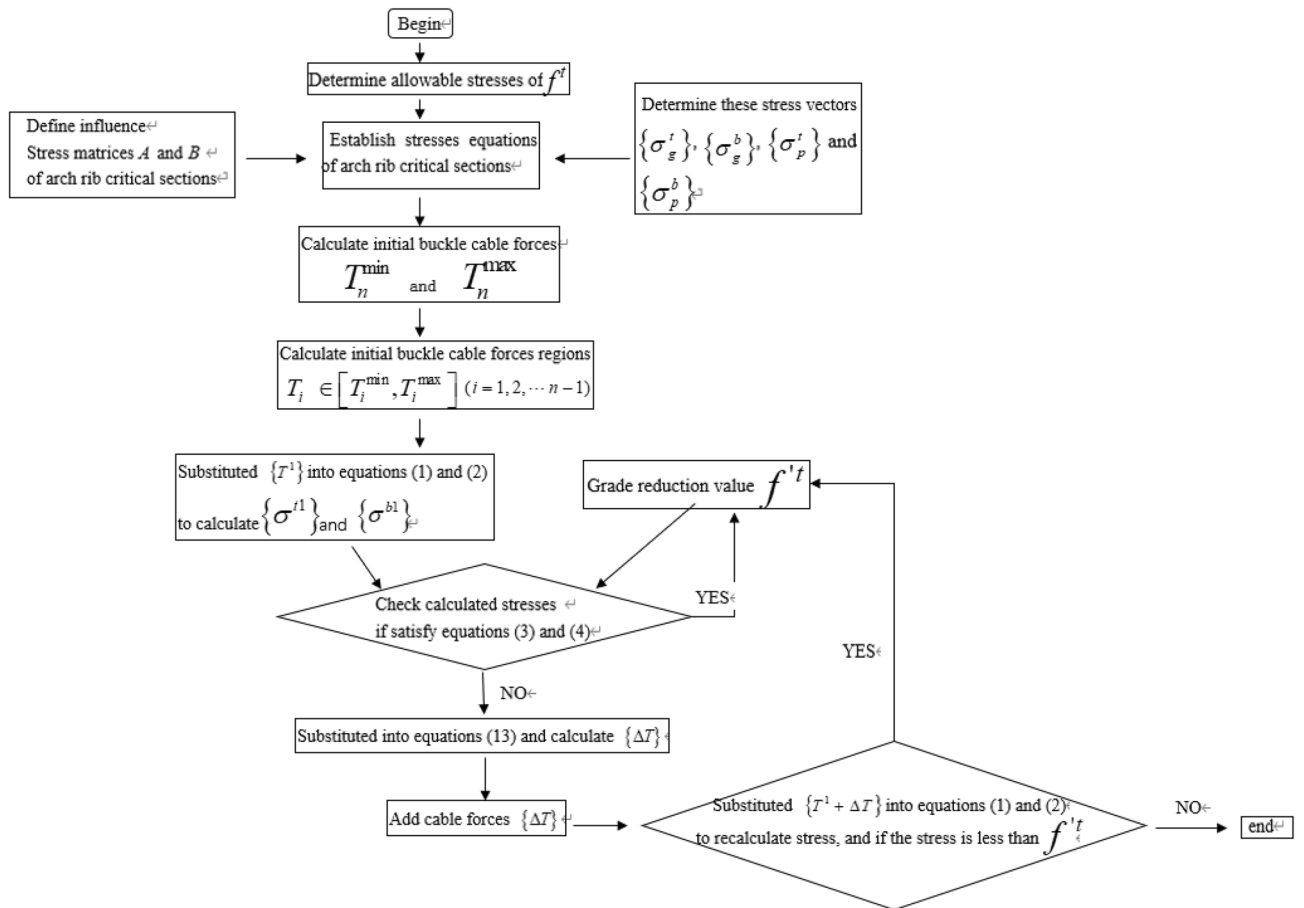 Begin↵
Determine allowable stresses of f^t
Define influence↵
Stress matrices A and B ↵
of arch rib critical sections↵
Establish stresses equations
of arch rib critical sections↵
Determine these stress vectors
{σ_g^t}, {σ_g^b}, {σ_p^t} and
{σ_p^b}↵
Calculate initial buckle cable forces↵
T_n^min and T_n^max
Calculate initial buckle cable forces regions
T_i ∈ [T_i^min, T_i^max] (i = 1, 2, ⋯ n−1)
Substituted {T^1} into equations (1) and (2)
to calculate {σ^t1} and {σ^b1}↵
Grade reduction value f'^t
Check calculated stresses ↵
if satisfy equations (3) and (4)↵
YES↵
NO↵
Substituted into equations (13) and calculate {ΔT}↵
Add cable forces {ΔT}↵
YES↵
Substituted {T^1 + ΔT} into equations (1) and (2)↵
to recalculate stress, and if the stress is less than f'^t↵
NO↵
end↵